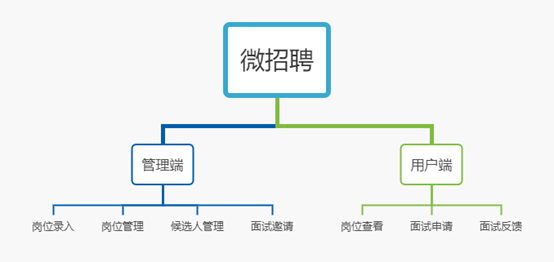 微招聘
管理端
用户端
岗位录入
岗位管理
候选人管理
面试邀请
岗位查看
面试申请
面试反馈